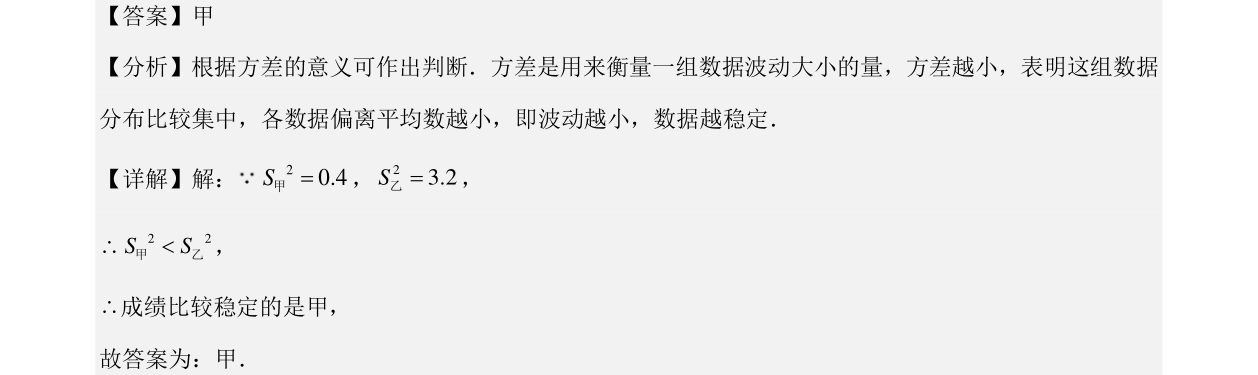 【答案】甲
【分析】根据方差的意义可作出判断．方差是用来衡量一组数据波动大小的量，方差越小，表明这组数据
分布比较集中，各数据偏离平均数越小，即波动越小，数据越稳定．
【详解】解：∵ S甲² = 0.4，S乙² = 3.2，
∴ S甲² < S乙²，
∴成绩比较稳定的是甲，
故答案为：甲．